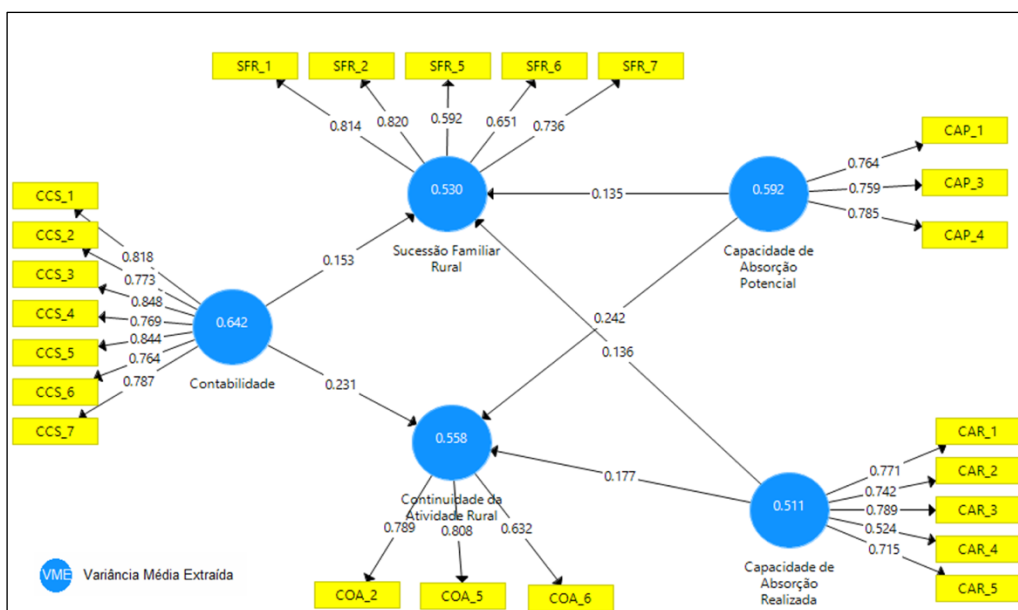 SFR_1
SFR_2
SFR_5
SFR_6
SFR_7
0.814
0.820
0.592
0.651
0.736
CAP_1
CAP_3
CAP_4
0.764
0.759
0.785
0.592
Capacidade de
Absorção
Potencial
0.530
Sucessão Familiar
Rural
0.135
0.153
0.242
0.136
CCS_1
CCS_2
CCS_3
CCS_4
CCS_5
CCS_6
CCS_7
0.818
0.773
0.848
0.769
0.844
0.764
0.787
0.642
Contabilidade
0.231
0.558
Continuidade da
Atividade Rural
0.177
0.789
0.808
0.632
COA_2
COA_5
COA_6
CAR_1
CAR_2
CAR_3
CAR_4
CAR_5
0.771
0.742
0.789
0.524
0.715
0.511
Capacidade de
Absorção
Realizada
VME Variância Média Extraída